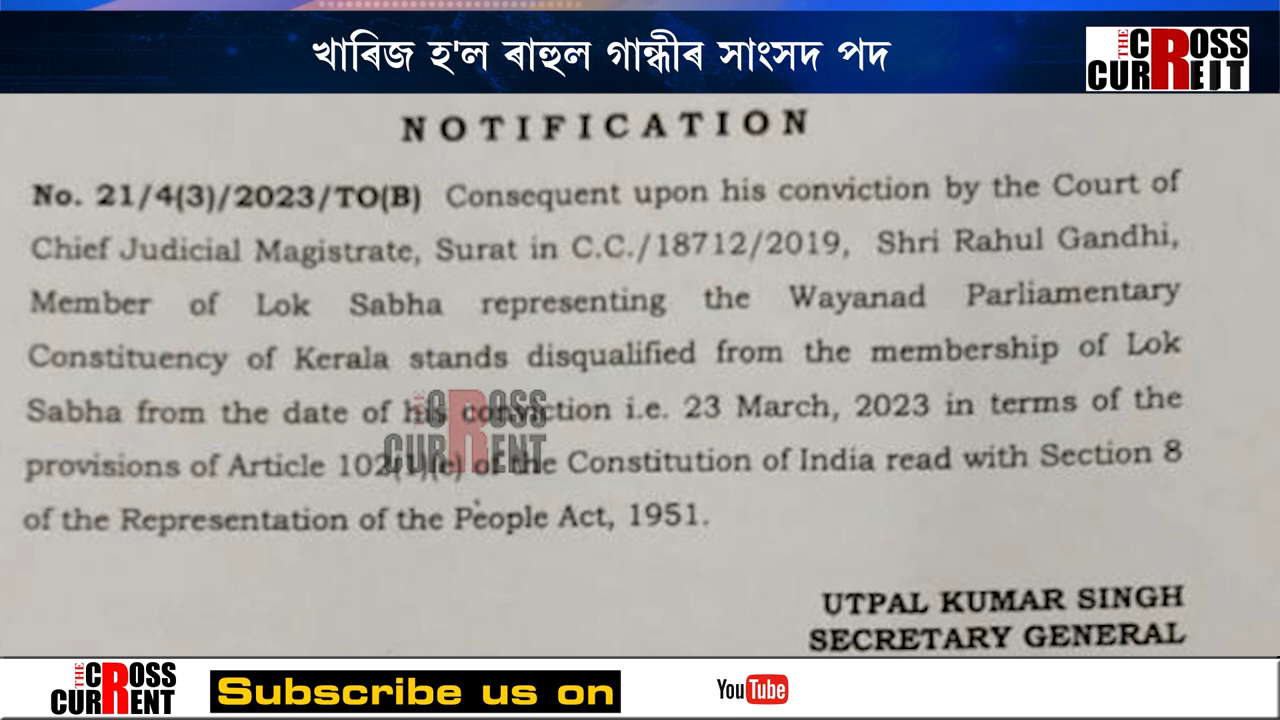 খাৰিজ হ'ল ৰাহুল গান্ধীৰ সাংসদ পদ
THE CROSS CURRENT
NOTIFICATION
No. 21/4(3)/2023/TO(B) Consequent upon his conviction by the Court of
Chief Judicial Magistrate, Surat in C.C./18712/2019, Shri Rahul Gandhi,
Member of Lok Sabha representing the Wayanad Parliamentary
Constituency of Kerala stands disqualified from the membership of Lok
Sabha from the date of his conviction i.e. 23 March, 2023 in terms of the
provisions of Article 102(1)(e) of the Constitution of India read with Section 8
of the Representation of the People Act, 1951.
THE CROSS CURRENT
UTPAL KUMAR SINGH
SECRETARY GENERAL
THE CROSS CURRENT
Subscribe us on
YouTube